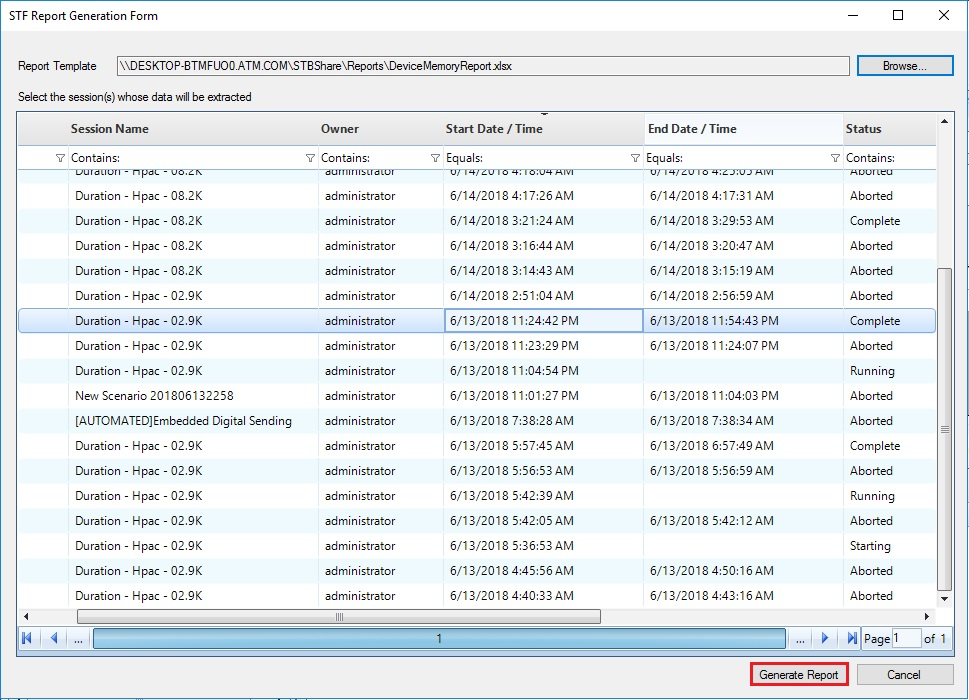 STF Report Generation Form
Report Template \\DESKTOP-BTMFUO0.ATM.COM\STBShare\Reports\DeviceMemoryReport.xlsx Browse...
Select the session(s) whose data will be extracted
Session Name Owner Start Date / Time End Date / Time Status
Contains: Contains: Equals: Equals: Contains:
Duration - Hpac - 08.2K administrator 6/14/2018 4:18:04 AM 6/14/2018 4:25:05 AM Aborted
Duration - Hpac - 08.2K administrator 6/14/2018 4:17:26 AM 6/14/2018 4:17:31 AM Aborted
Duration - Hpac - 08.2K administrator 6/14/2018 3:21:24 AM 6/14/2018 3:29:53 AM Complete
Duration - Hpac - 08.2K administrator 6/14/2018 3:16:44 AM 6/14/2018 3:20:47 AM Aborted
Duration - Hpac - 08.2K administrator 6/14/2018 3:14:43 AM 6/14/2018 3:15:19 AM Aborted
Duration - Hpac - 02.9K administrator 6/14/2018 2:51:04 AM 6/14/2018 2:56:59 AM Aborted
Duration - Hpac - 02.9K administrator 6/13/2018 11:24:42 PM 6/13/2018 11:54:43 PM Complete
Duration - Hpac - 02.9K administrator 6/13/2018 11:23:29 PM 6/13/2018 11:24:07 PM Aborted
Duration - Hpac - 02.9K administrator 6/13/2018 11:04:54 PM Running
New Scenario 201806132258 administrator 6/13/2018 11:01:27 PM 6/13/2018 11:04:03 PM Aborted
[AUTOMATED]Embedded Digital Sending administrator 6/13/2018 7:38:28 AM 6/13/2018 7:38:34 AM Aborted
Duration - Hpac - 02.9K administrator 6/13/2018 5:57:45 AM 6/13/2018 6:57:49 AM Complete
Duration - Hpac - 02.9K administrator 6/13/2018 5:56:53 AM 6/13/2018 5:56:59 AM Aborted
Duration - Hpac - 02.9K administrator 6/13/2018 5:42:39 AM Running
Duration - Hpac - 02.9K administrator 6/13/2018 5:42:05 AM 6/13/2018 5:42:12 AM Aborted
Duration - Hpac - 02.9K administrator 6/13/2018 5:36:53 AM Starting
Duration - Hpac - 02.9K administrator 6/13/2018 4:45:56 AM 6/13/2018 4:50:16 AM Aborted
Duration - Hpac - 02.9K administrator 6/13/2018 4:40:33 AM 6/13/2018 4:43:16 AM Aborted
... 1 ... Page 1 of 1
Generate Report Cancel